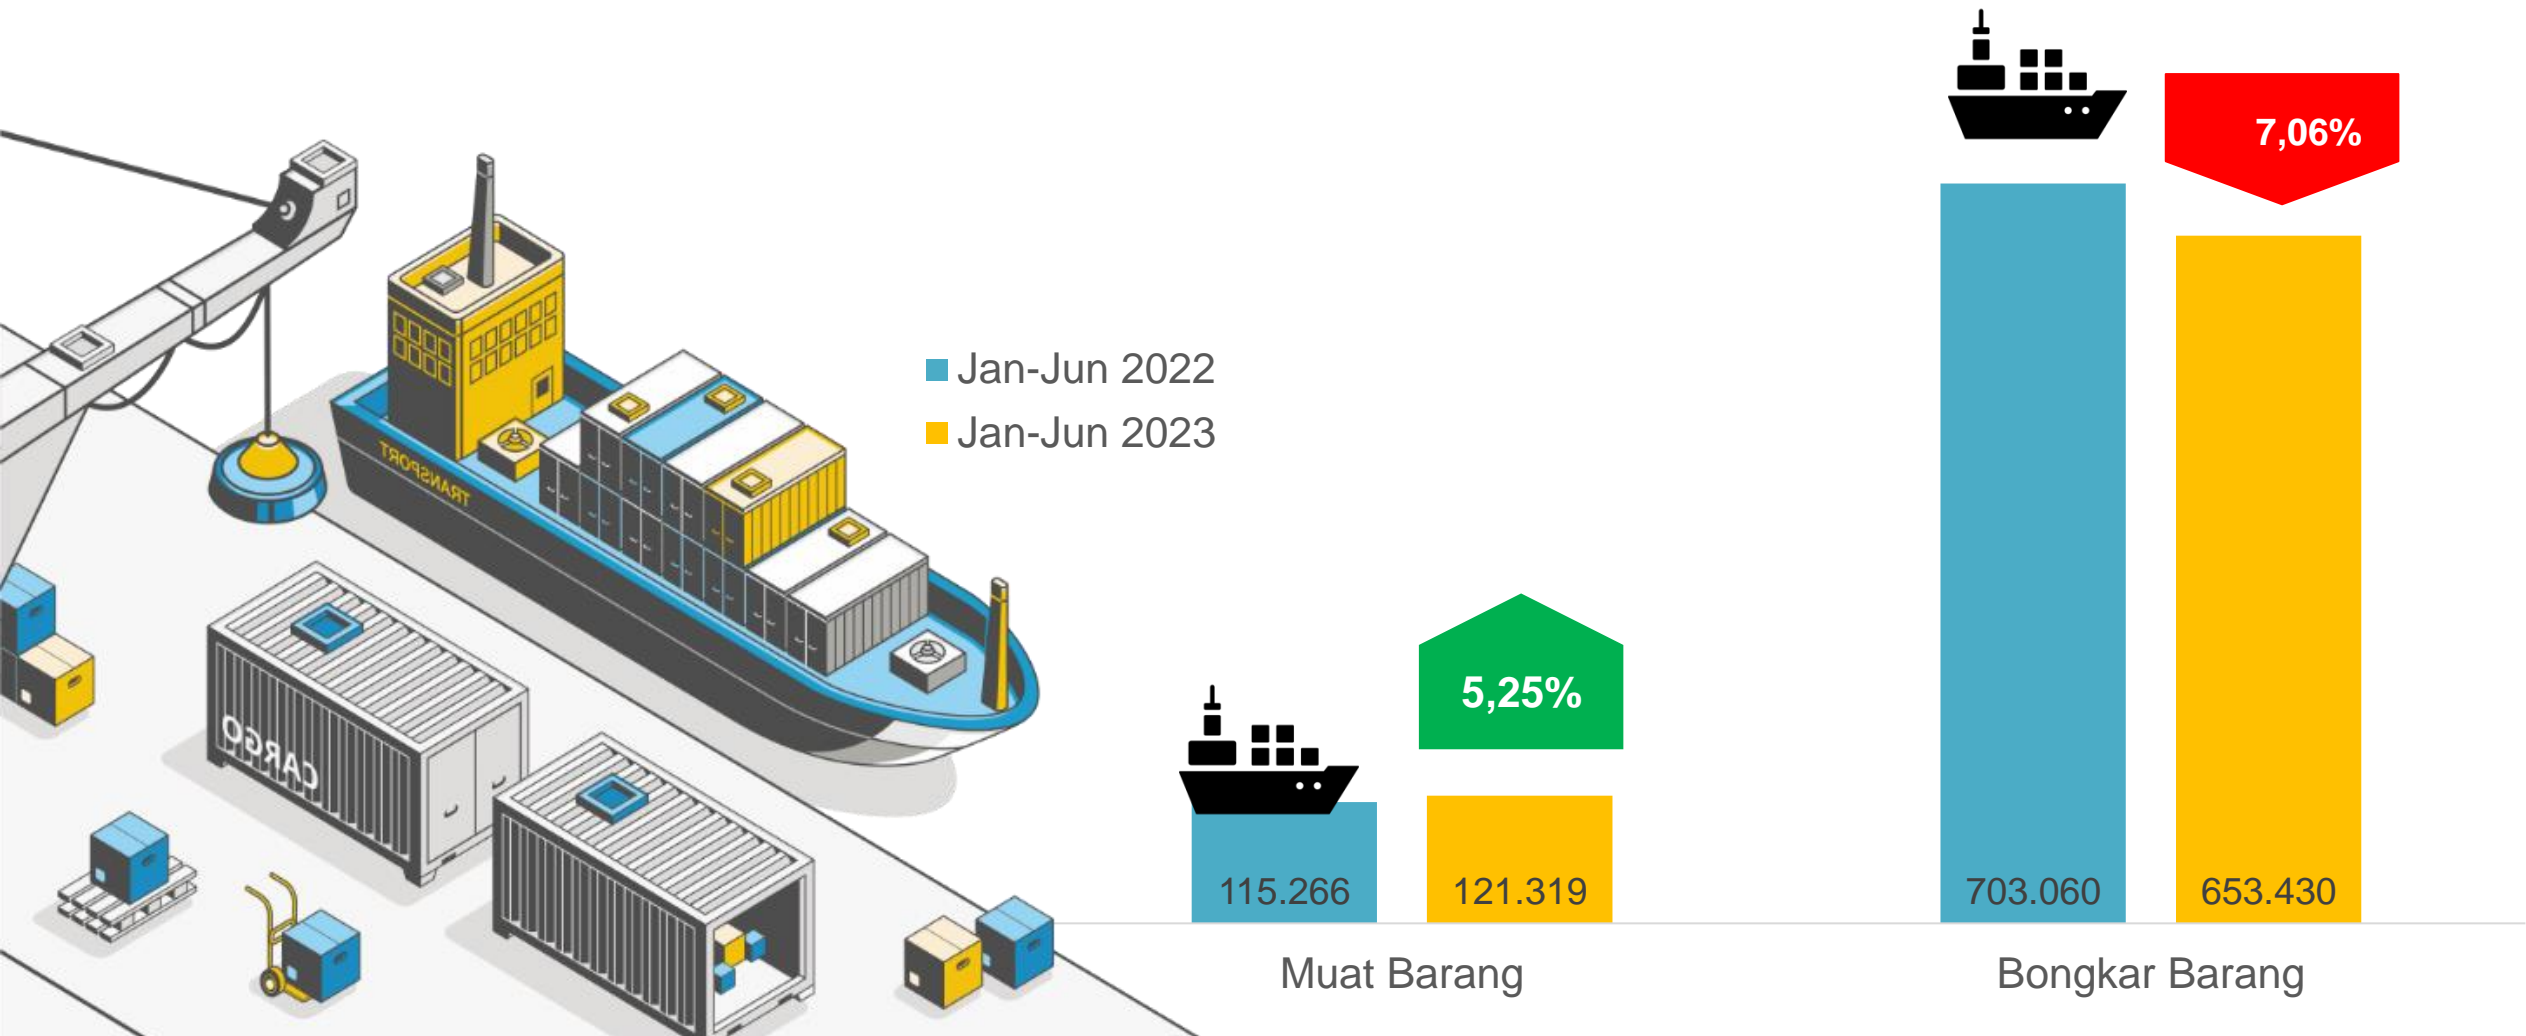 7,06%
Jan-Jun 2022
Jan-Jun 2023
TRANSPORT
5,25%
CARGO
115.266
121.319
703.060
653.430
Muat Barang
Bongkar Barang